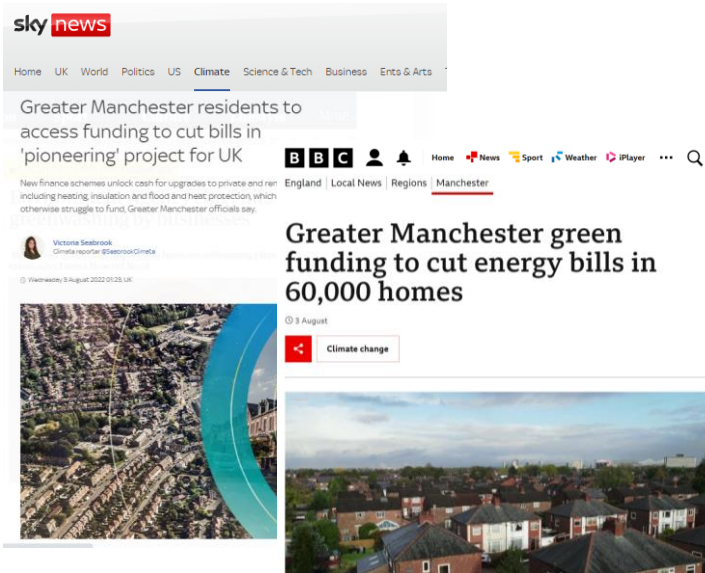 sky news
Home UK World Politics US Climate Science & Tech Business Ents & Arts
Greater Manchester residents to
access funding to cut bills in
'pioneering' project for UK
New finance schemes unlock cash for upgrades to private and ren
including heating, insulation and flood and heat protection, which
otherwise struggle to fund, Greater Manchester officials say.
Victoria Seabrook
Climate reporter @SeabrookClimate
Wednesday 3 August 2022 01:29, UK
BBC Home News Sport Weather iPlayer
England Local News Regions Manchester
Greater Manchester green
funding to cut energy bills in
60,000 homes
3 August
Climate change